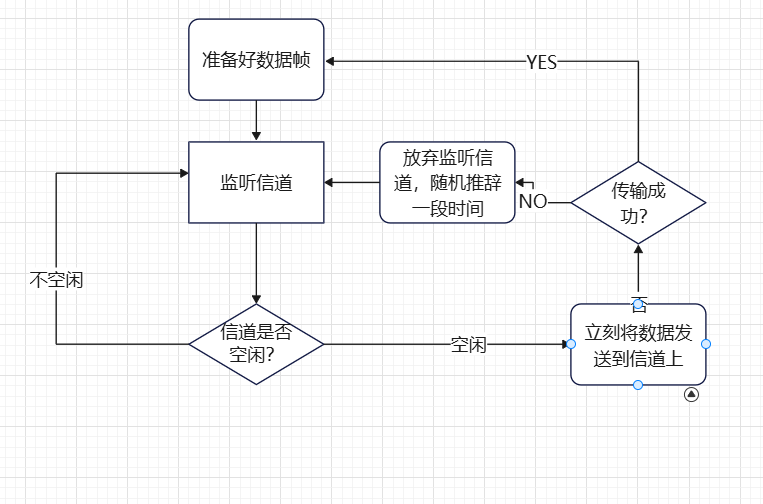 准备好数据帧
YES
监听信道
放弃监听信
道，随机推辞
一段时间
NO
传输成
功？
不空闲
信道是否
空闲？
空闲
否
立刻将数据发
送到信道上